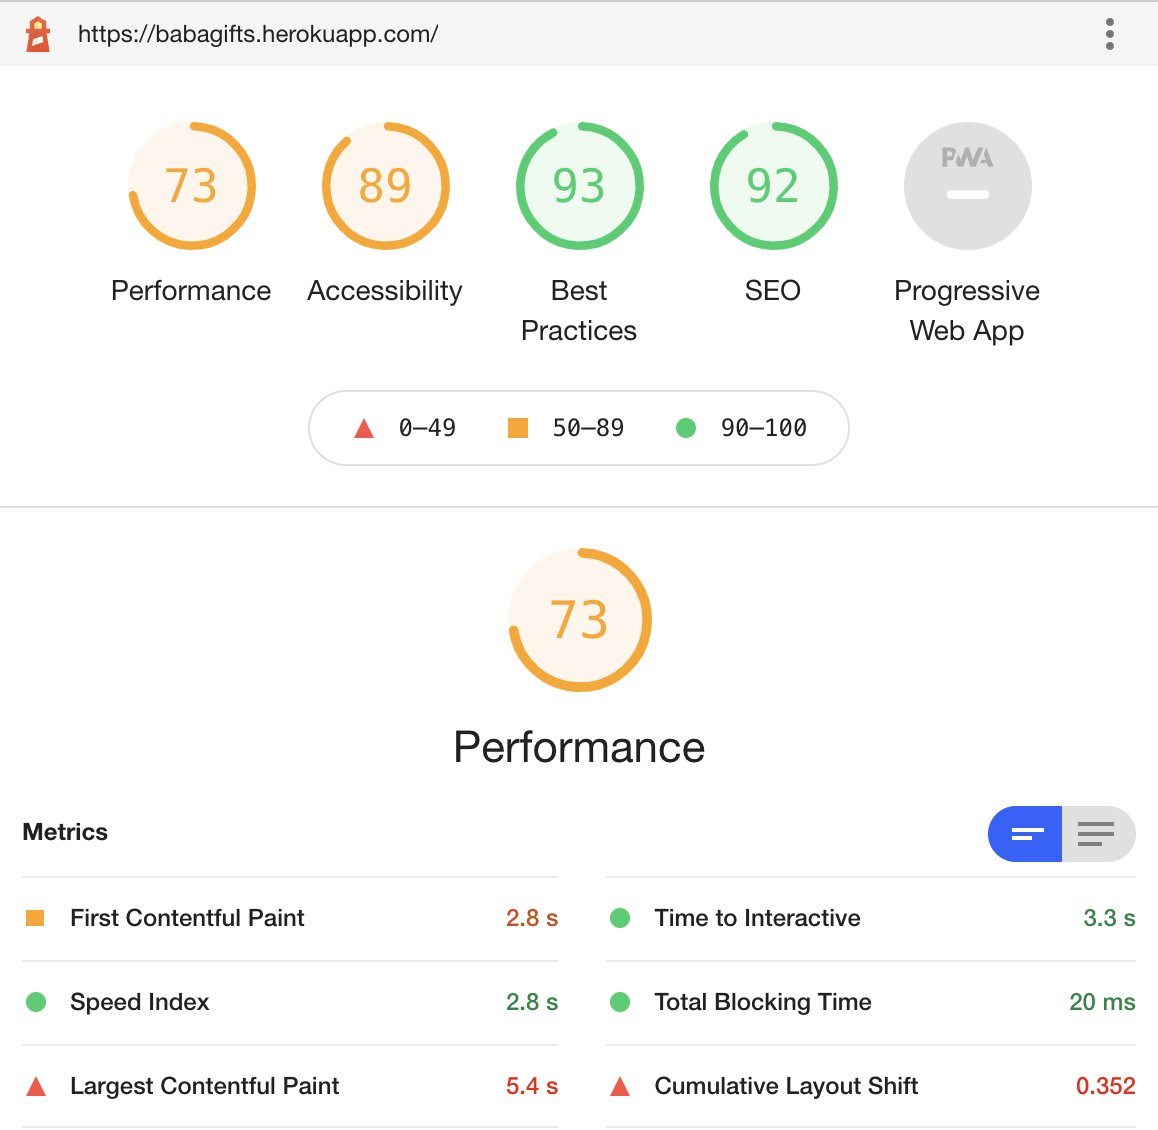 https://babagifts.herokuapp.com/
73 89 93 92 PWA
Performance Accessibility Best Practices SEO Progressive Web App
0–49 50–89 90–100
73
Performance
Metrics
First Contentful Paint 2.8 s
Time to Interactive 3.3 s
Speed Index 2.8 s
Total Blocking Time 20 ms
Largest Contentful Paint 5.4 s
Cumulative Layout Shift 0.352